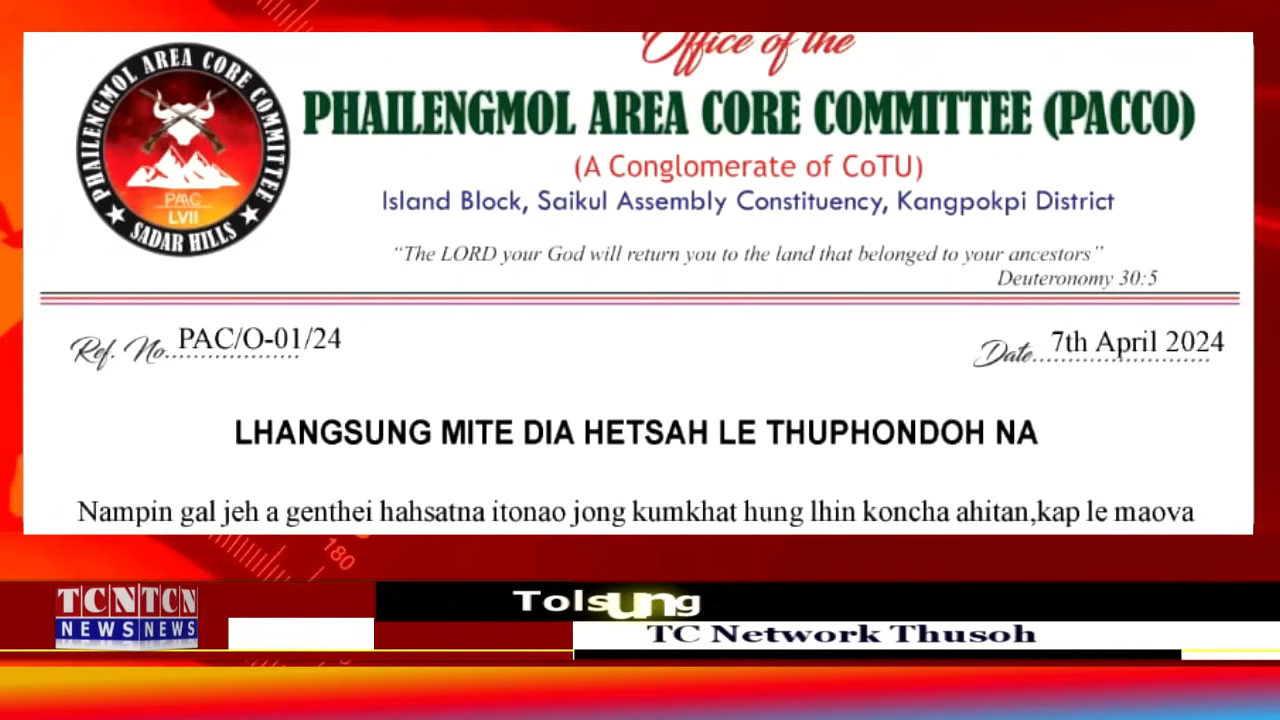 Office of the
PHAILENGMOL AREA CORE COMMITTEE (PACCO)
(A Conglomerate of CoTU)
Island Block, Saikul Assembly Constituency, Kangpokpi District
“The LORD your God will return you to the land that belonged to your ancestors”
Deuteronomy 30:5
PHAILENGMOL AREA CORE COMMITTEE
PAAC
LVII
SADAR HILLS
Ref. No. PAC/O-01/24
Date 7th April 2024
LHANGSUNG MITE DIA HETSAH LE THUPHONDOH NA
Nampin gal jeh a genthei hahsatna itonao jong kumkhat hung lhin koncha ahitan,kap le maova
180
TCN TCN
NEWS NEWS
Tolsung
TC Network Thusoh